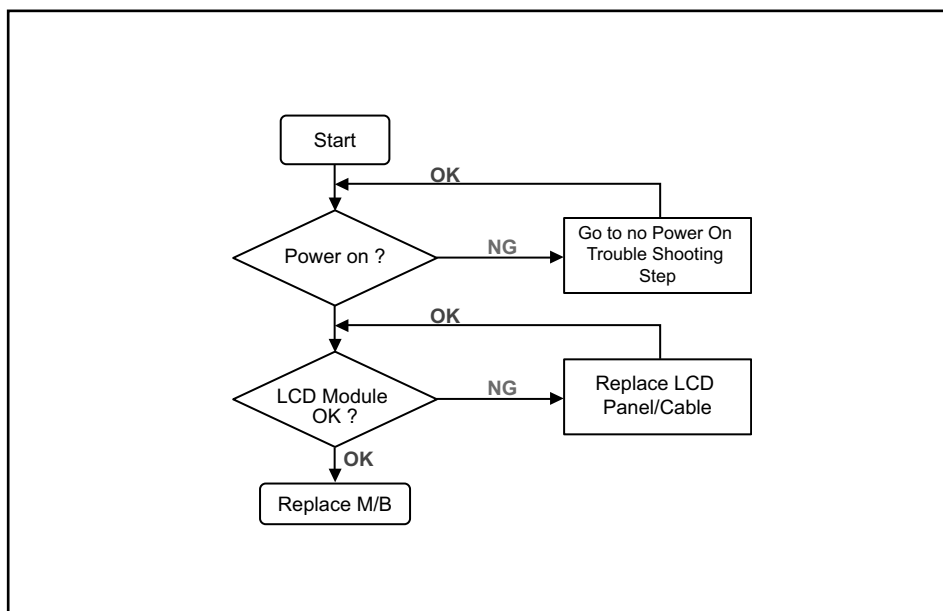 Start
OK
Power on ?
NG
Go to no Power On
Trouble Shooting
Step
OK
LCD Module
OK ?
NG
Replace LCD
Panel/Cable
OK
Replace M/B